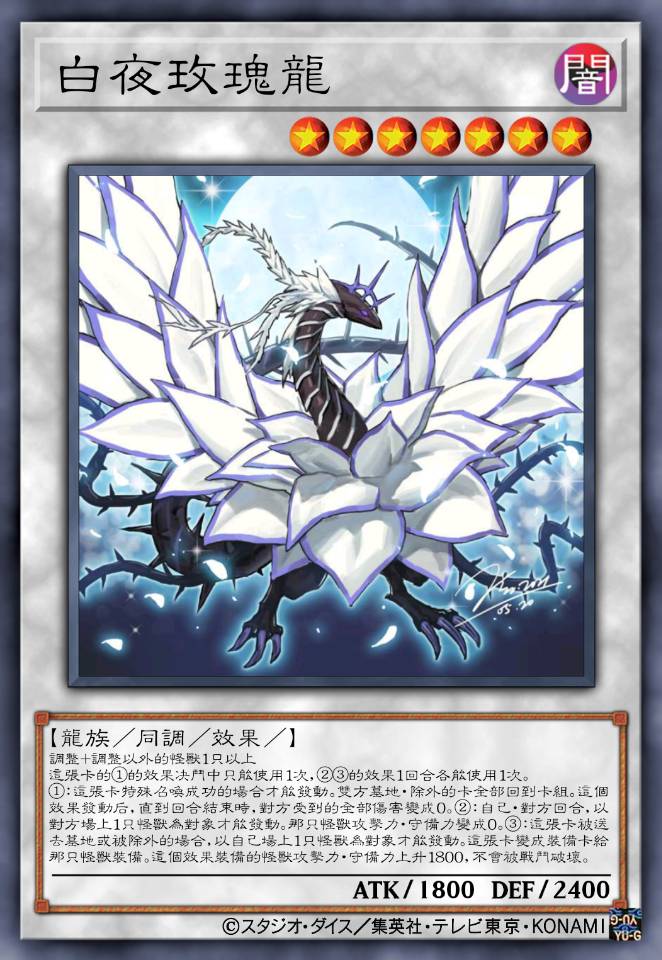 白夜玫瑰龍
闇
【龍族／同調／效果／】
調整+調整以外的怪獸1只以上
這張卡的①的效果決鬥中只能使用1次,②③的效果1回合各能使用1次。
①:這張卡特殊召喚成功的場合才能發動。雙方墓地·除外的卡全部回到卡組。這個
效果發動后,直到回合結束時,對方受到的全部傷害變成0。②:自己·對方回合,以
對方場上1只怪獸為對象才能發動。那只怪獸攻擊力·守備力變成0。③:這張卡被送
去墓地或被除外的場合,以自己場上1只怪獸為對象才能發動。這張卡變成裝備卡給
那只怪獸裝備。這個效果裝備的怪獸攻擊力·守備力上升1800,不會被戰鬥破壞。
ATK/1800 DEF/2400
©スタジオ・ダイス／集英社・テレビ東京・KONAMI